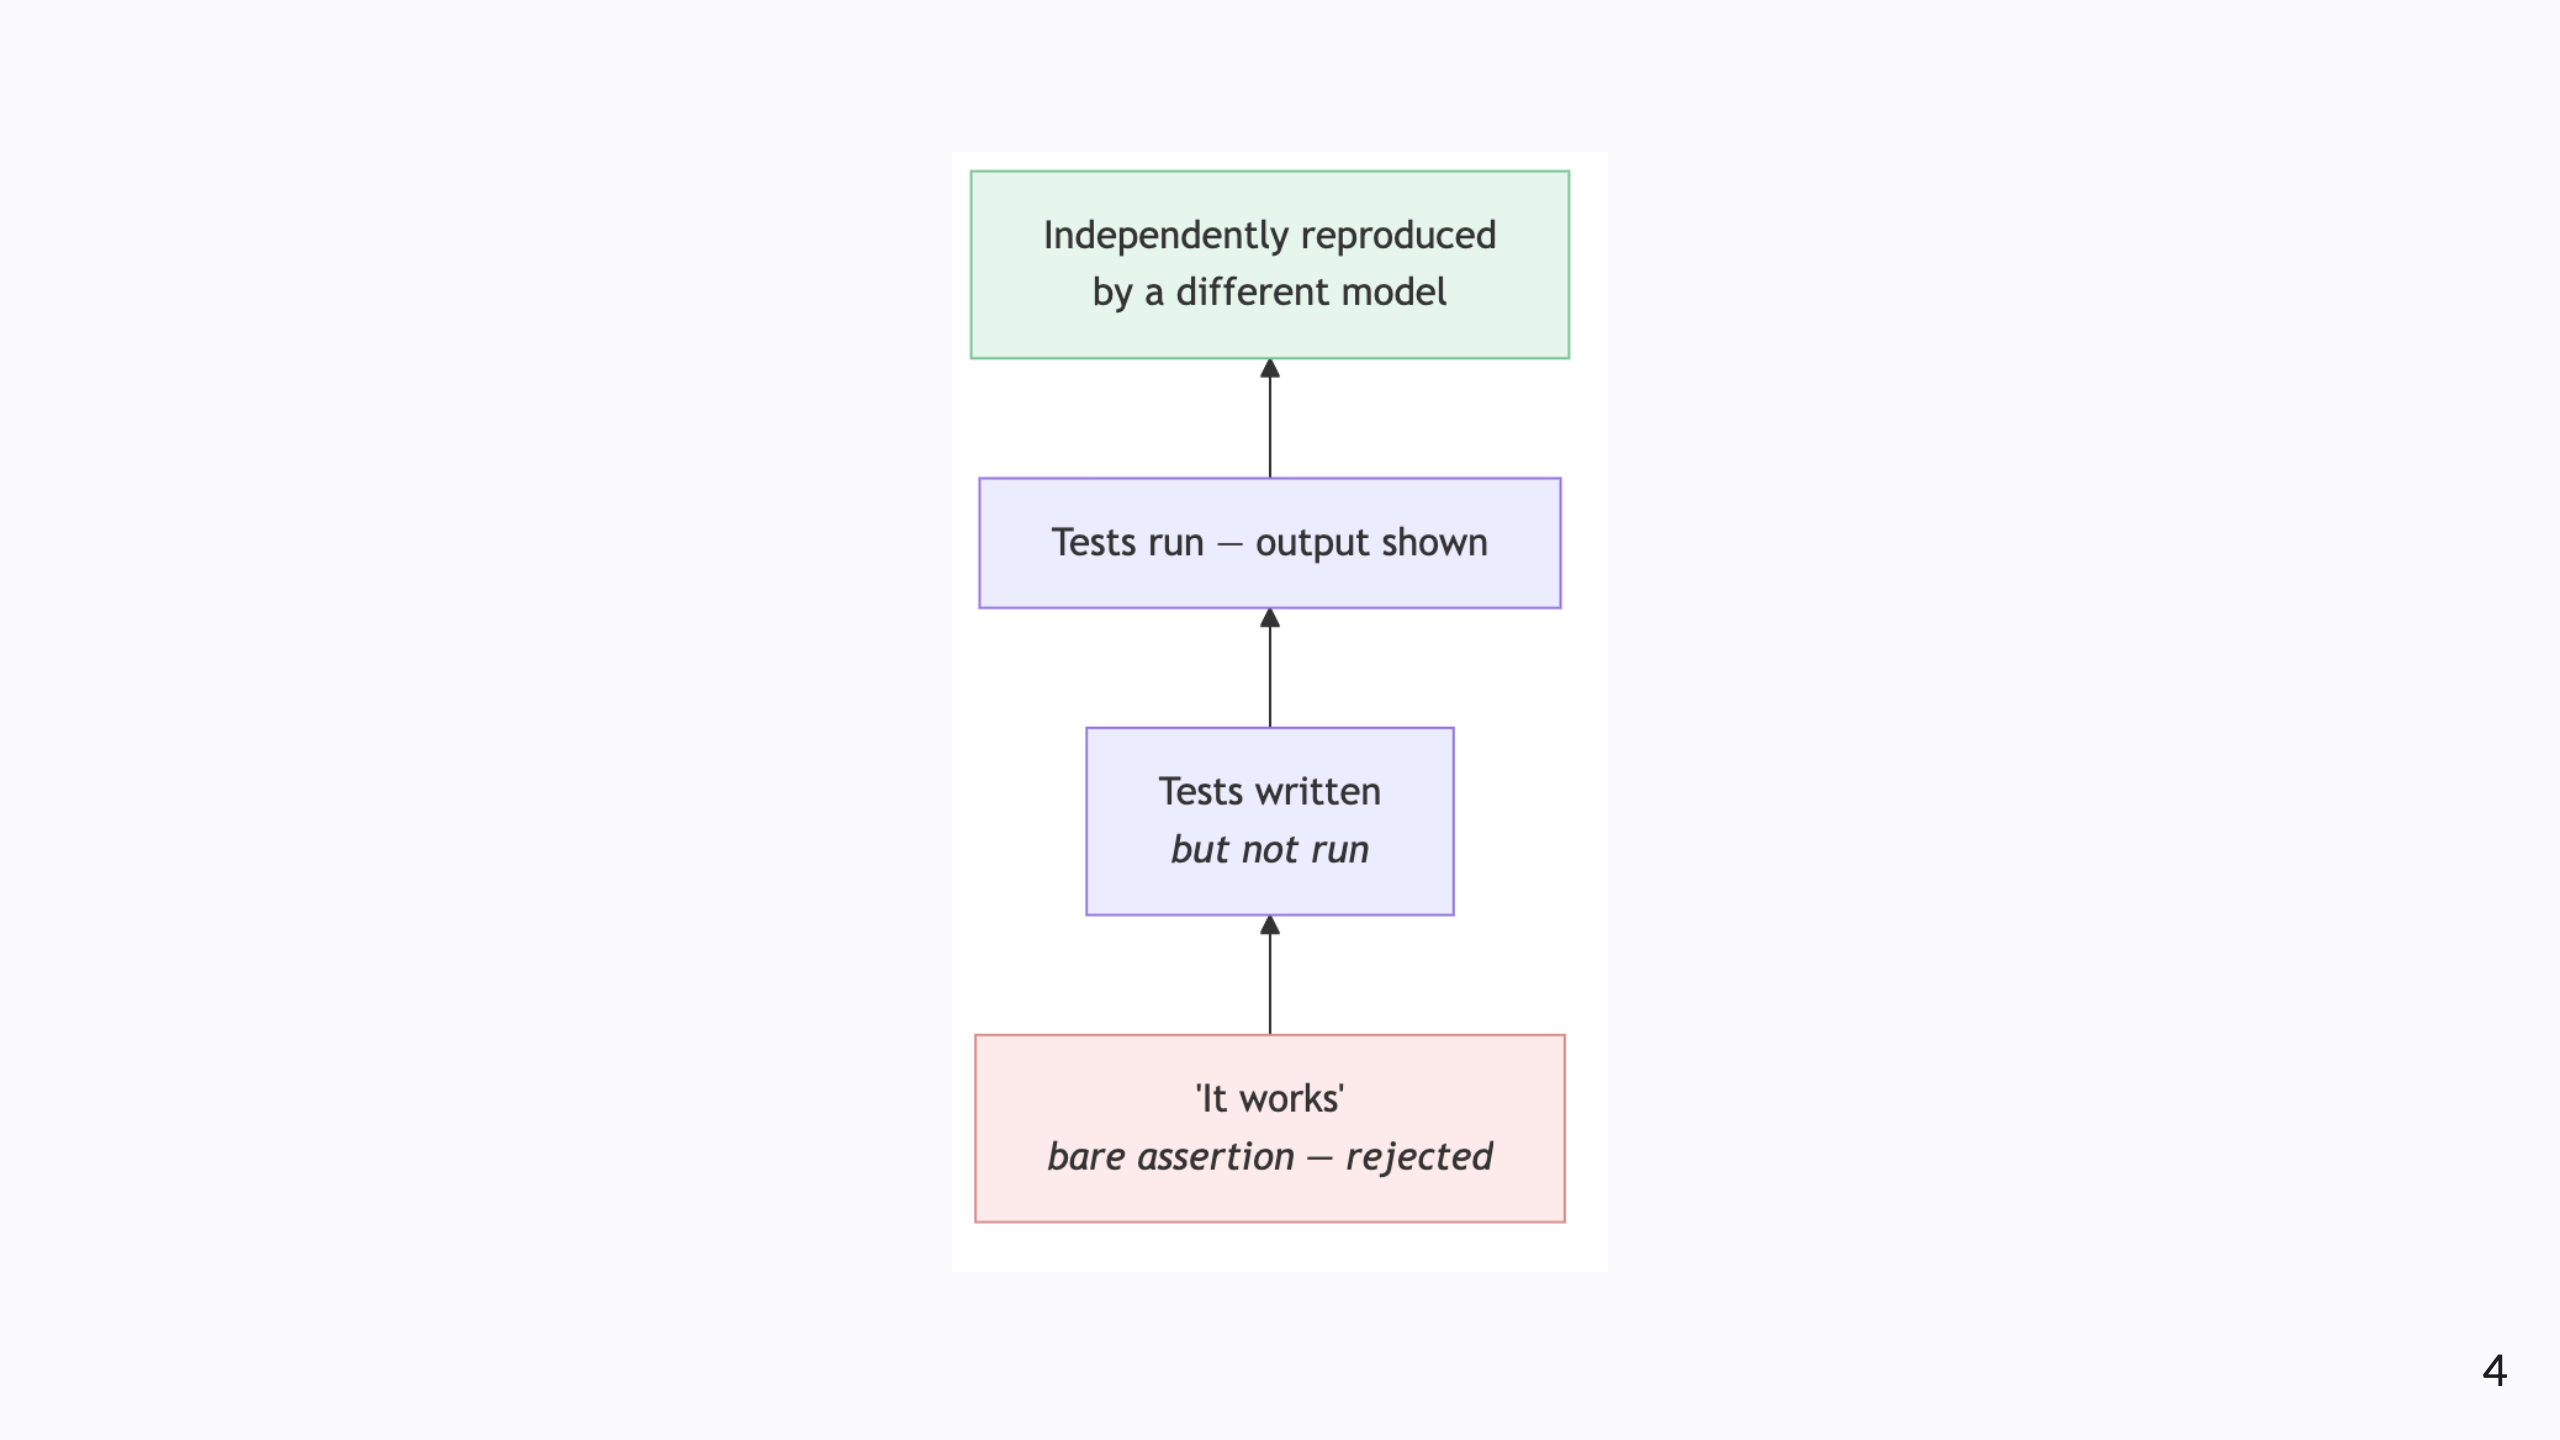 Independently reproduced
by a different model
Tests run — output shown
Tests written
but not run
'It works'
bare assertion — rejected
4